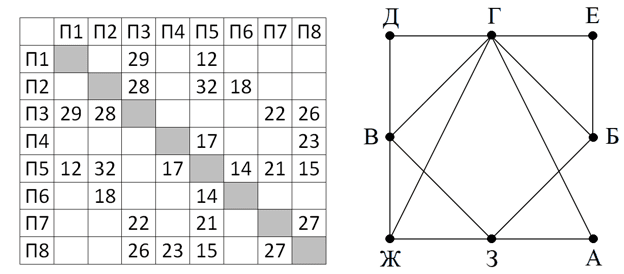 П1 П2 П3 П4 П5 П6 П7 П8
П1 29 12
П2 28 32 18
П3 29 28 22 26
П4 17 23
П5 12 32 17 14 21 15
П6 18 14
П7 22 21 27
П8 26 23 15 27
Д Г Е
В Б
Ж З А